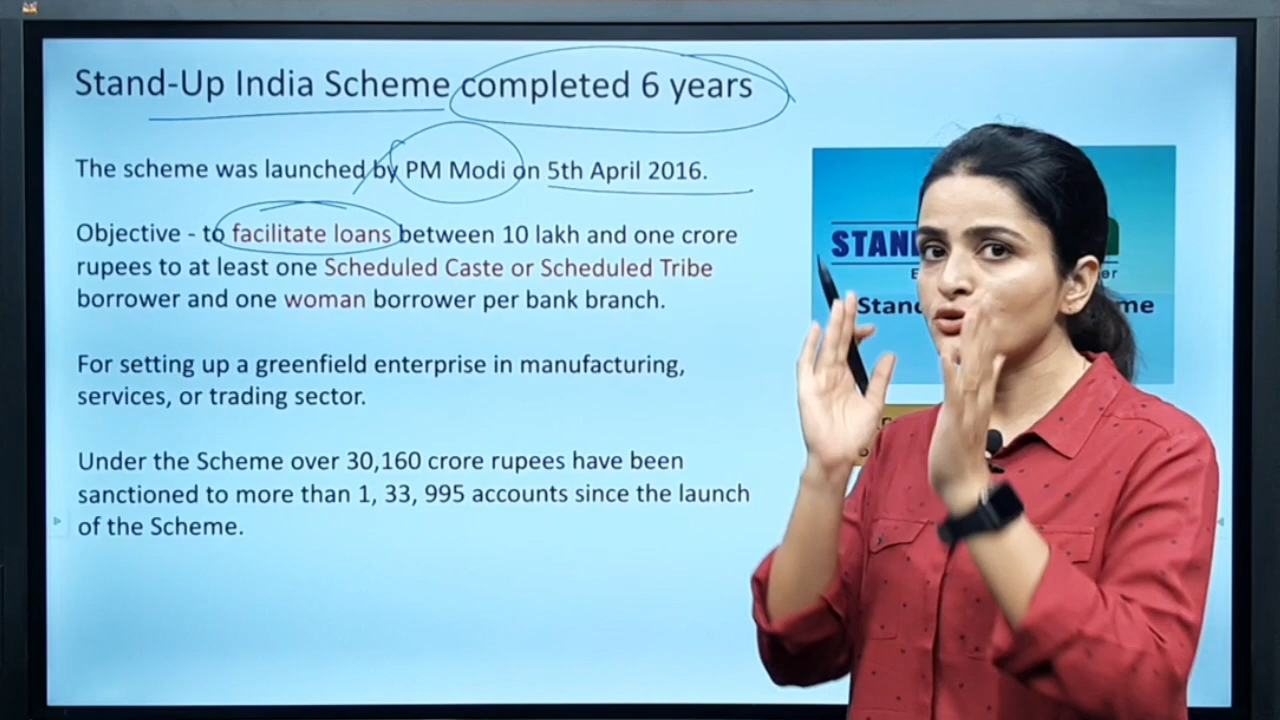 Stand-Up India Scheme completed 6 years
The scheme was launched by PM Modi on 5th April 2016.
Objective - to facilitate loans between 10 lakh and one crore
rupees to at least one Scheduled Caste or Scheduled Tribe
borrower and one woman borrower per bank branch.
For setting up a greenfield enterprise in manufacturing,
services, or trading sector.
Under the Scheme over 30,160 crore rupees have been
sanctioned to more than 1, 33, 995 accounts since the launch
of the Scheme.
STAN
Stan